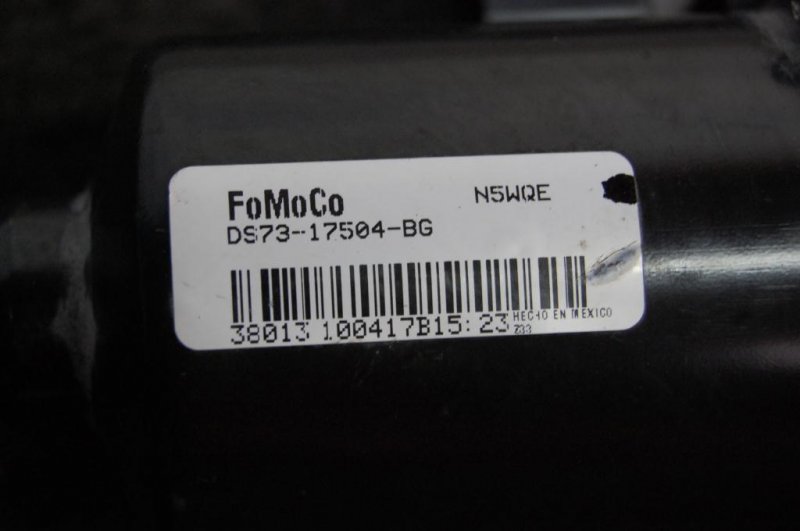 FoMoCo N5WQE
DS73-17504-BG
38013 100417B15:23 HECHO EN MEXICO
Z33